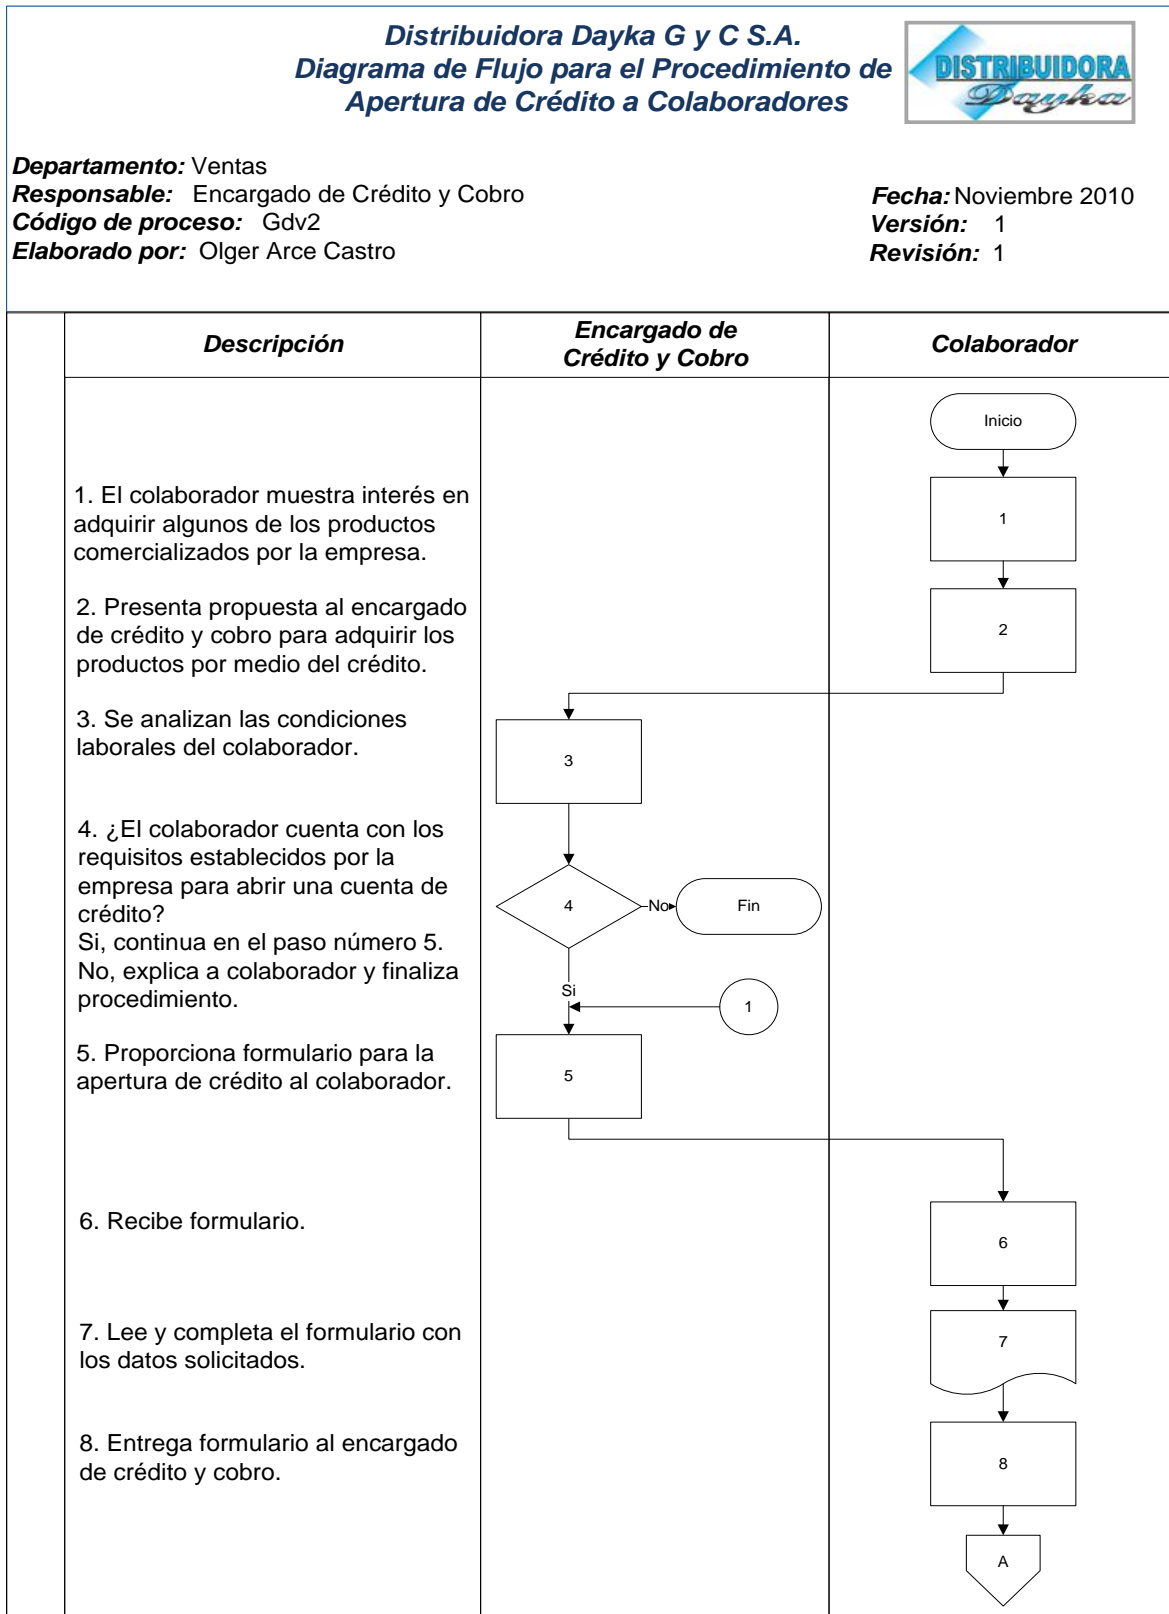 Distribuidora Dayka G y C S.A.
Diagrama de Flujo para el Procedimiento de
Apertura de Crédito a Colaboradores
DISTRIBUIDORA
Dayka
Departamento: Ventas
Responsable: Encargado de Crédito y Cobro
Código de proceso: Gdv2
Elaborado por: Olger Arce Castro
Fecha: Noviembre 2010
Versión: 1
Revisión: 1
Descripción
Encargado de
Crédito y Cobro
Colaborador
Inicio
1. El colaborador muestra interés en
adquirir algunos de los productos
comercializados por la empresa.
1
2. Presenta propuesta al encargado
de crédito y cobro para adquirir los
productos por medio del crédito.
2
3. Se analizan las condiciones
laborales del colaborador.
3
4. ¿El colaborador cuenta con los
requisitos establecidos por la
empresa para abrir una cuenta de
crédito?
Si, continua en el paso número 5.
No, explica a colaborador y finaliza
procedimiento.
4
No
Fin
Si
1
5. Proporciona formulario para la
apertura de crédito al colaborador.
5
6. Recibe formulario.
6
7. Lee y completa el formulario con
los datos solicitados.
7
8. Entrega formulario al encargado
de crédito y cobro.
8
A